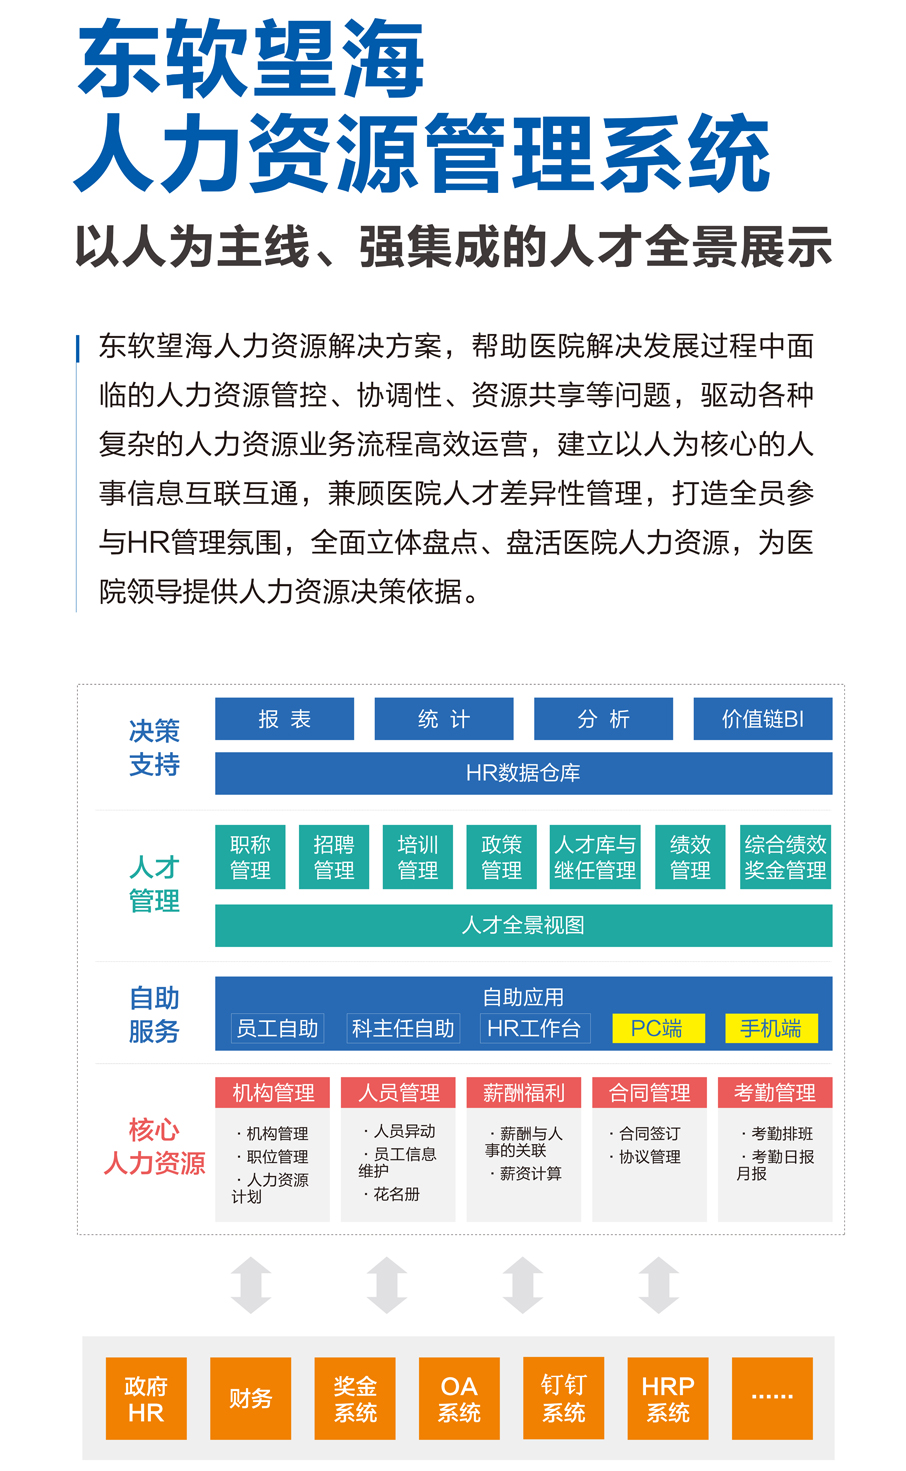 东软望海
人力资源管理系统
以人为主线、强集成的人才全景展示
东软望海人力资源解决方案，帮助医院解决发展过程中面
临的人力资源管控、协调性、资源共享等问题，驱动各种
复杂的人力资源业务流程高效运营，建立以人为核心的人
事信息互联互通，兼顾医院人才差异性管理，打造全员参
与HR管理氛围，全面立体盘点、盘活医院人力资源，为医
院领导提供人力资源决策依据。
决策
支持
报 表
统 计
分 析
价值链BI
HR数据仓库
人才
管理
职称
管理
招聘
管理
培训
管理
政策
管理
人才库与
继任管理
绩效
管理
综合绩效
奖金管理
人才全景视图
自助
服务
自助应用
员工自助
科主任自助
HR工作台
PC端
手机端
核心
人力资源
机构管理
·机构管理
·职位管理
·人力资源
计划
人员管理
·人员异动
·员工信息
维护
·花名册
薪酬福利
·薪酬与人
事的关联
·薪资计算
合同管理
·合同签订
·协议管理
考勤管理
·考勤排班
·考勤日报
月报
政府
HR
财务
奖金
系统
OA
系统
钉钉
系统
HRP
系统
……